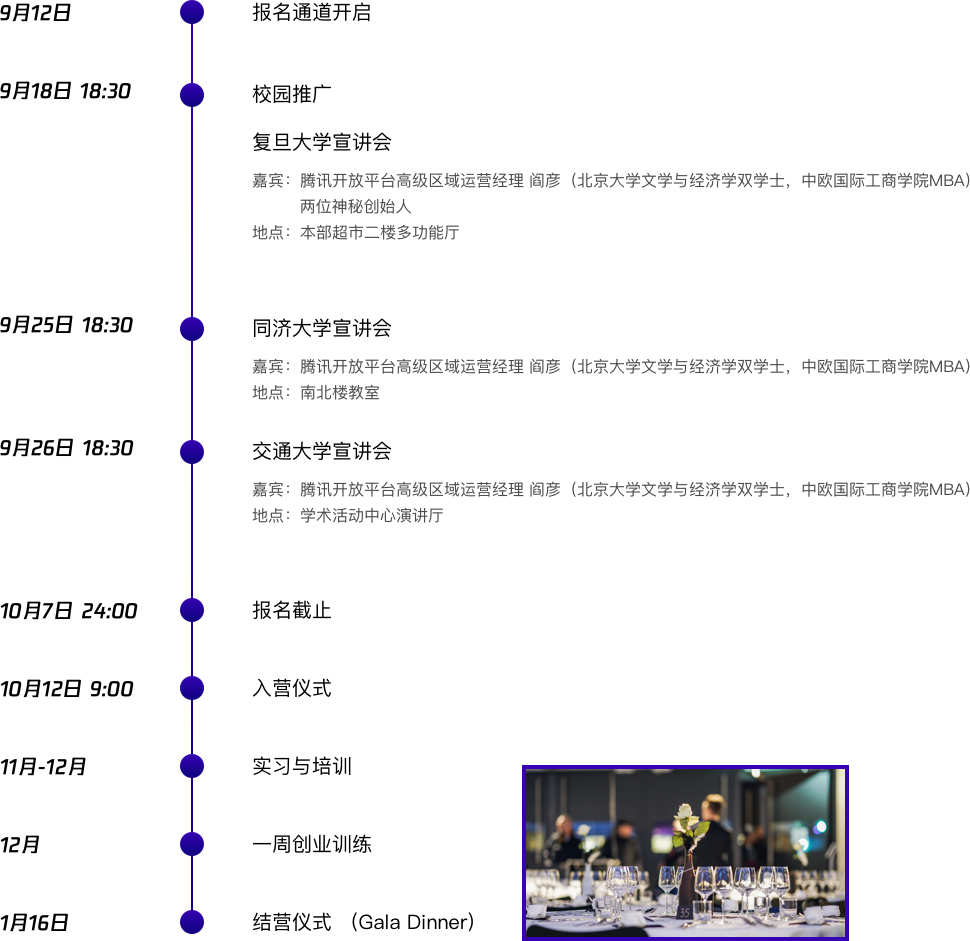 9月12日 报名通道开启
9月18日 18:30 校园推广
复旦大学宣讲会
嘉宾：腾讯开放平台高级区域运营经理 阎彦（北京大学文学与经济学双学士，中欧国际工商学院MBA）
两位神秘创始人
地点：本部超市二楼多功能厅
9月25日 18:30 同济大学宣讲会
嘉宾：腾讯开放平台高级区域运营经理 阎彦（北京大学文学与经济学双学士，中欧国际工商学院MBA）
地点：南北楼教室
9月26日 18:30 交通大学宣讲会
嘉宾：腾讯开放平台高级区域运营经理 阎彦（北京大学文学与经济学双学士，中欧国际工商学院MBA）
地点：学术活动中心演讲厅
10月7日 24:00 报名截止
10月12日 9:00 入营仪式
11月-12月 实习与培训
12月 一周创业训练
1月16日 结营仪式 （Gala Dinner）
35